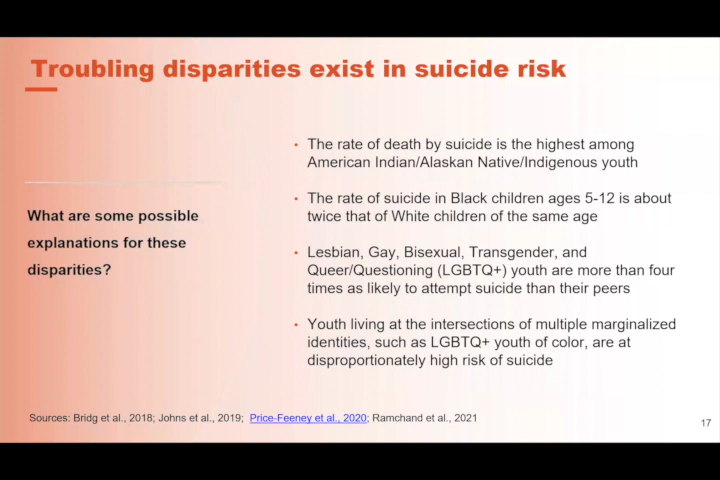 Troubling disparities exist in suicide risk
What are some possible
explanations for these
disparities?
• The rate of death by suicide is the highest among
American Indian/Alaskan Native/Indigenous youth
• The rate of suicide in Black children ages 5-12 is about
twice that of White children of the same age
• Lesbian, Gay, Bisexual, Transgender, and
Queer/Questioning (LGBTQ+) youth are more than four
times as likely to attempt suicide than their peers
• Youth living at the intersections of multiple marginalized
identities, such as LGBTQ+ youth of color, are at
disproportionately high risk of suicide
Sources: Bridg et al., 2018; Johns et al., 2019; Price-Feeney et al., 2020; Ramchand et al., 2021
17